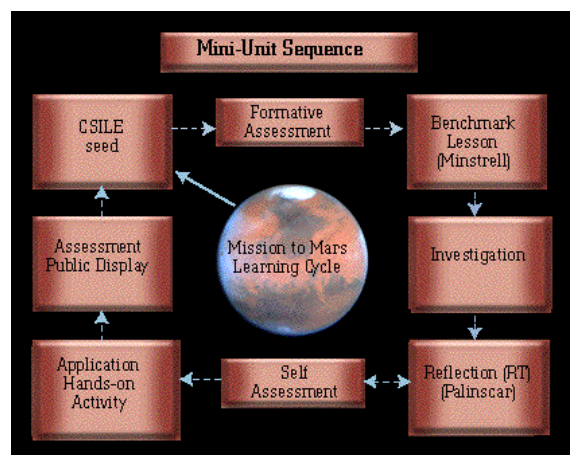 Mini-Unit Sequence
CSILE
seed
Formative
Assessment
Benchmark
Lesson
(Minstrell)
Assessment
Public Display
Mission to Mars
Learning Cycle
Investigation
Application
Hands-on
Activity
Self
Assessment
Reflection (RT)
(Palinscar)